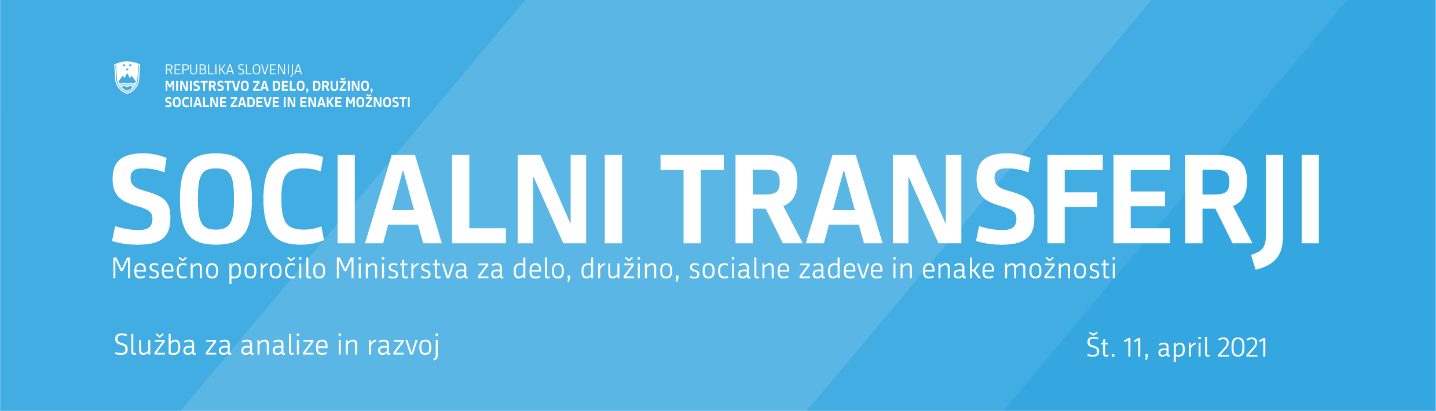 REPUBLIKA SLOVENIJA
MINISTRSTVO ZA DELO, DRUŽINO,
SOCIALNE ZADEVE IN ENAKE MOŽNOSTI
SOCIALNI TRANSFERJI
Mesečno poročilo Ministrstva za delo, družino, socialne zadeve in enake možnosti
Služba za analize in razvoj
Št. 11, april 2021